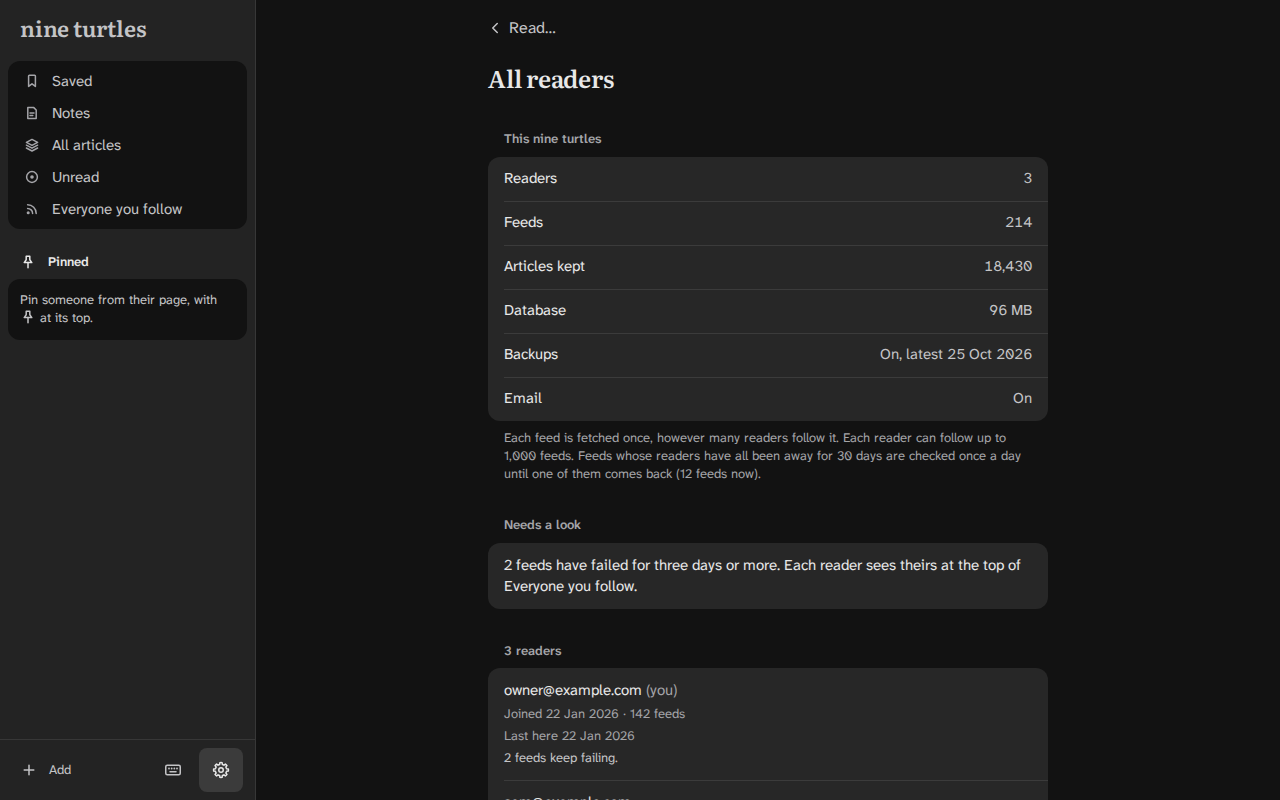 nine turtles
Saved
Notes
All articles
Unread
Everyone you follow
Pinned
Pin someone from their page, with
at its top.
Add
Read…
All readers
This nine turtles
Readers 3
Feeds 214
Articles kept 18,430
Database 96 MB
Backups On, latest 25 Oct 2026
Email On
Each feed is fetched once, however many readers follow it. Each reader can follow up to
1,000 feeds. Feeds whose readers have all been away for 30 days are checked once a day
until one of them comes back (12 feeds now).
Needs a look
2 feeds have failed for three days or more. Each reader sees theirs at the top of
Everyone you follow.
3 readers
owner@example.com (you)
Joined 22 Jan 2026 · 142 feeds
Last here 22 Jan 2026
2 feeds keep failing.